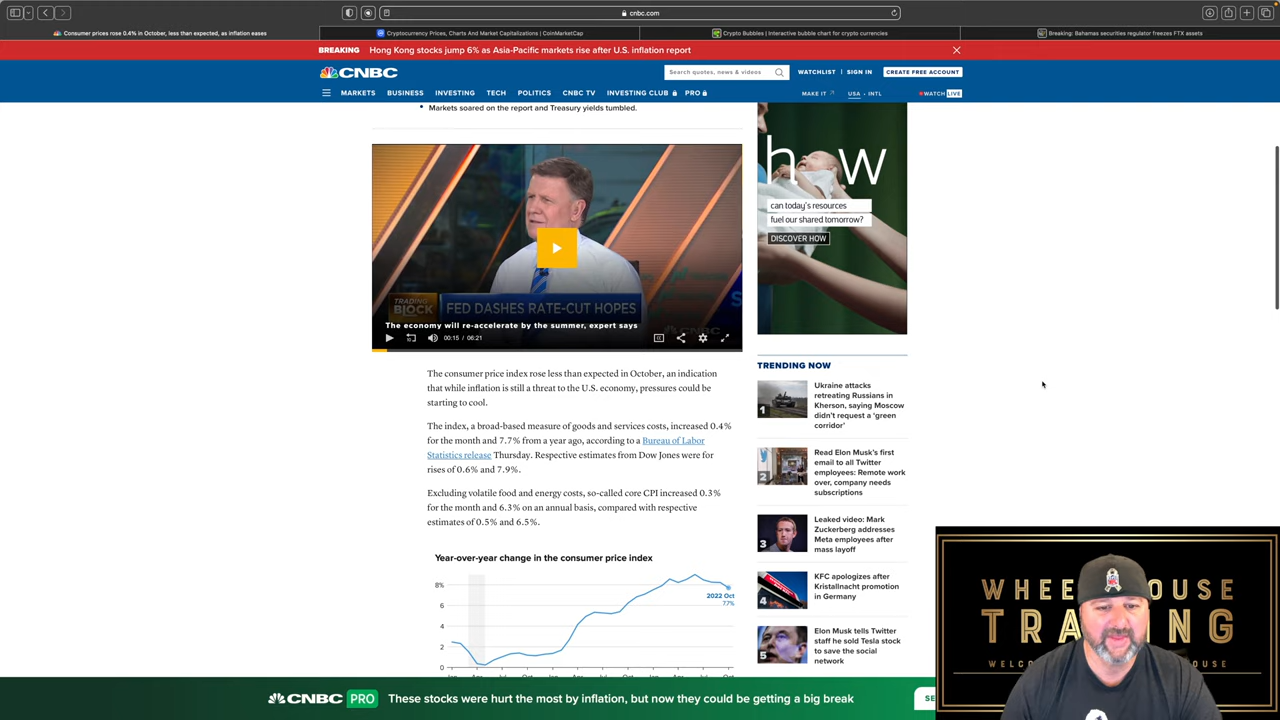 cnbc.com
Consumer prices rose 0.4% in October, less than expected, as inflation eases
Cryptocurrency Prices, Charts And Market Capitalizations | CoinMarketCap
Crypto Bubbles | Interactive bubble chart for crypto currencies
Breaking: Bahamas securities regulator freezes FTX assets
BREAKING Hong Kong stocks jump 6% as Asia-Pacific markets rise after U.S. inflation report
CNBC
Search quotes, news & videos
WATCHLIST
SIGN IN
CREATE FREE ACCOUNT
MARKETS
BUSINESS
INVESTING
TECH
POLITICS
CNBC TV
INVESTING CLUB
PRO
MAKE IT
USA • INTL
WATCH LIVE
• Markets soared on the report and Treasury yields tumbled.
TRADING
BLOCK
FED DASHES RATE-CUT HOPES
The economy will re-accelerate by the summer, expert says
10
00:15 / 06:21
CC
The consumer price index rose less than expected in October, an indication
that while inflation is still a threat to the U.S. economy, pressures could be
starting to cool.
The index, a broad-based measure of goods and services costs, increased 0.4%
for the month and 7.7% from a year ago, according to a Bureau of Labor
Statistics release Thursday. Respective estimates from Dow Jones were for
rises of 0.6% and 7.9%.
Excluding volatile food and energy costs, so-called core CPI increased 0.3%
for the month and 6.3% on an annual basis, compared with respective
estimates of 0.5% and 6.5%.
Year-over-year change in the consumer price index
8%
6
4
2
0
2022 Oct
7.7%
how
can today's resources
fuel our shared tomorrow?
DISCOVER HOW
TRENDING NOW
1
Ukraine attacks
retreating Russians in
Kherson, saying Moscow
didn't request a 'green
corridor'
2
Read Elon Musk's first
email to all Twitter
employees: Remote work
over, company needs
subscriptions
3
Leaked video: Mark
Zuckerberg addresses
Meta employees after
mass layoff
4
KFC apologizes after
Kristallnacht promotion
in Germany
5
Elon Musk tells Twitter
staff he sold Tesla stock
to save the social
network
CNBC PRO These stocks were hurt the most by inflation, but now they could be getting a big break